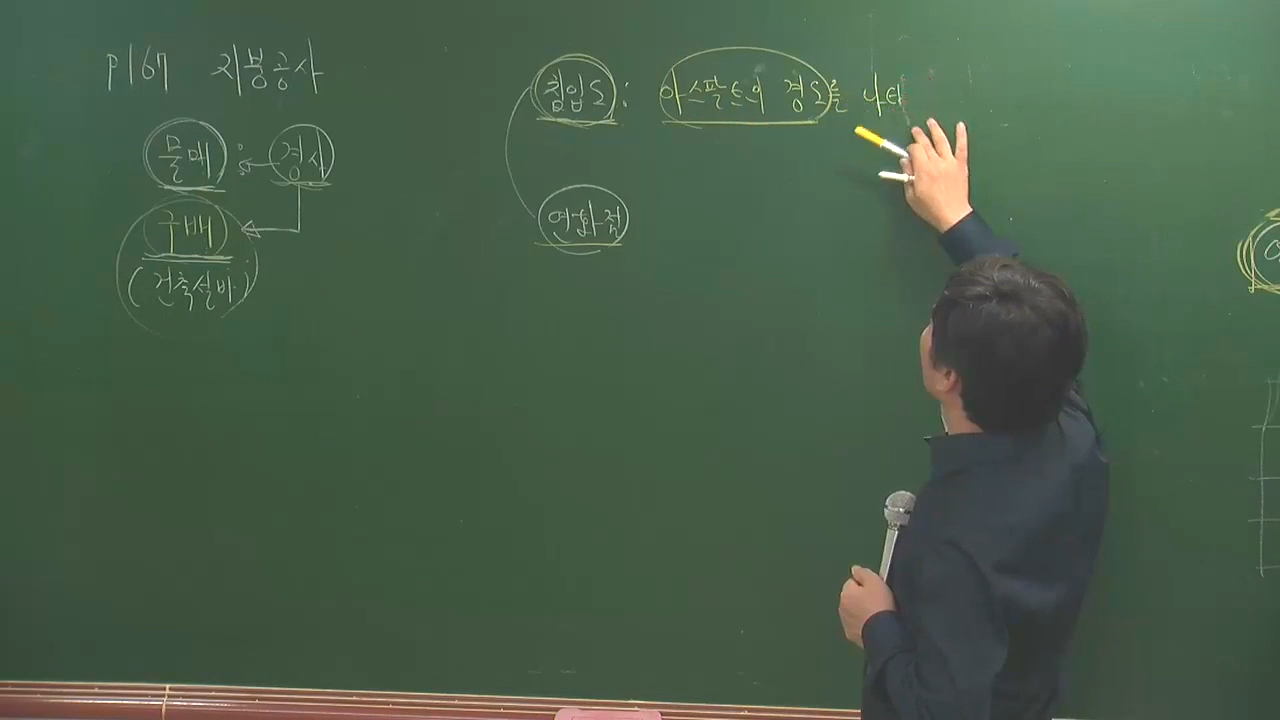 p167 지붕공사
물매 : 경사
구배
(건축설비)
침입도 : 아스팔트의 경도를 나타
연화점